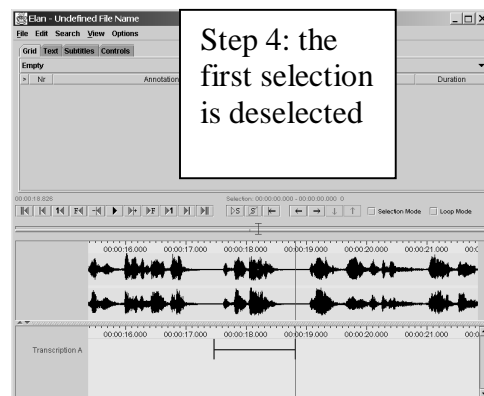 Elan - Undefined File Name
File Edit Search View Options
Step 4: the
first selection
is deselected
Grid Text Subtitles Controls
Empty
> Nr Annotation Duration
00:00:18.826
Selection: 00:00:00.000 - 00:00:00.000 0
Selection Mode Loop Mode
00:00:16.000 00:00:17.000 00:00:18.000 00:00:19.000 00:00:20.000 00:00:21.000
00:00:16.000 00:00:17.000 00:00:18.000 00:00:19.000 00:00:20.000 00:00:21.000
Transcription A